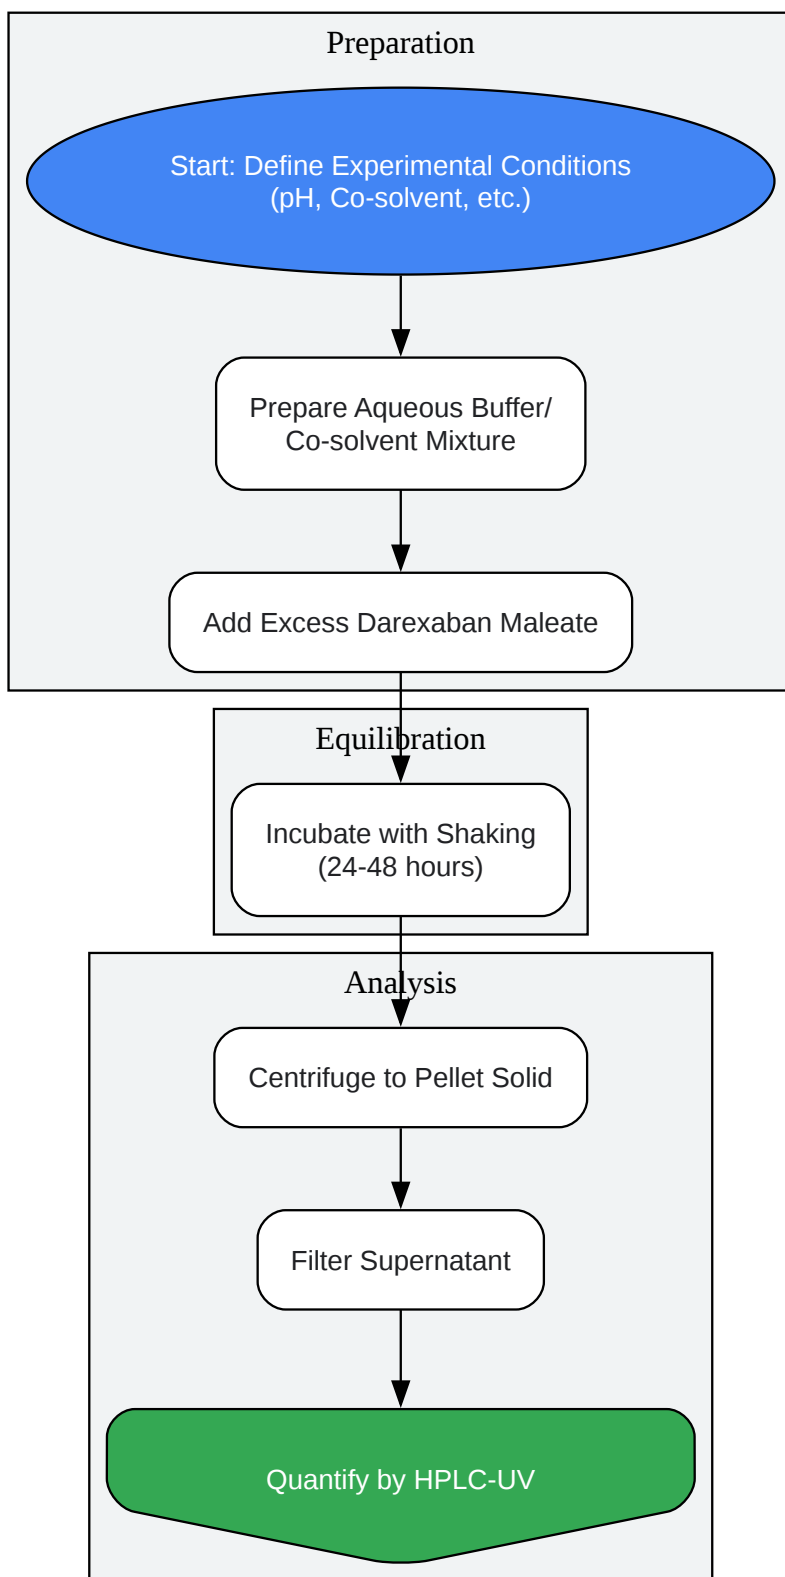 Preparation
Start: Define Experimental Conditions
(pH, Co-solvent, etc.)
Prepare Aqueous Buffer/
Co-solvent Mixture
Add Excess Darexaban Maleate
Equilibration
Incubate with Shaking
(24-48 hours)
Analysis
Centrifuge to Pellet Solid
Filter Supernatant
Quantify by HPLC-UV